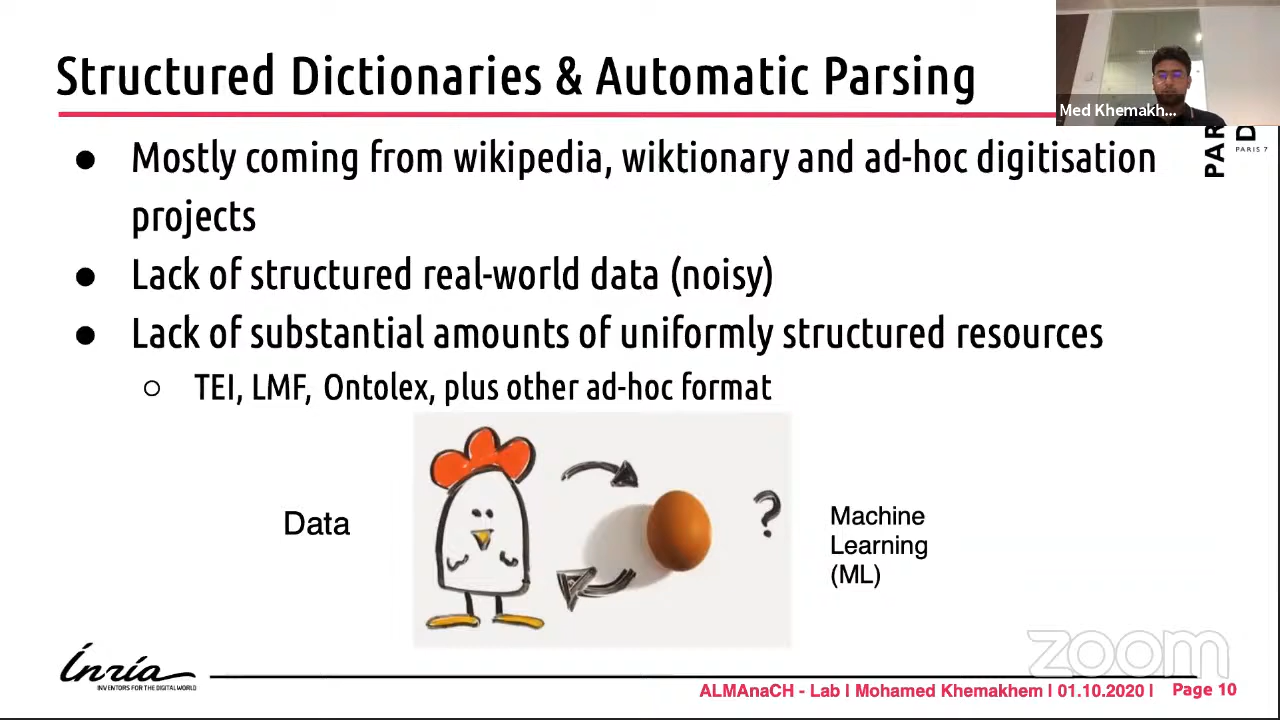 Structured Dictionaries & Automatic Parsing
Med Khemakh...
PAR
D
PARIS 7
● Mostly coming from wikipedia, wiktionary and ad-hoc digitisation
projects
● Lack of structured real-world data (noisy)
● Lack of substantial amounts of uniformly structured resources
○ TEI, LMF, Ontolex, plus other ad-hoc format
Data
?
Machine
Learning
(ML)
zoom
Inria
INVENTORS FOR THE DIGITAL WORLD
ALMAnaCH - Lab I Mohamed Khemakhem I 01.10.2020 I Page 10